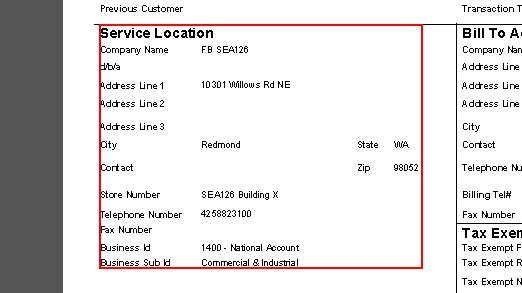 Previous Customer Transaction T
Service Location Bill To A
Company Name FB SEA126 Company Nam
d/b/a Address Line
Address Line 1 10301 Willows Rd NE Address Line
Address Line 2 Address Line
Address Line 3 City
City Redmond State WA Contact
Contact Zip 98052 Telephone Nu
Store Number SEA126 Building X Billing Tel#
Telephone Number 4258823100 Fax Number
Fax Number Tax Exem
Business Id 1400 - National Account Tax Exempt F
Business Sub Id Commercial & Industrial Tax Exempt R
Tax Exempt N